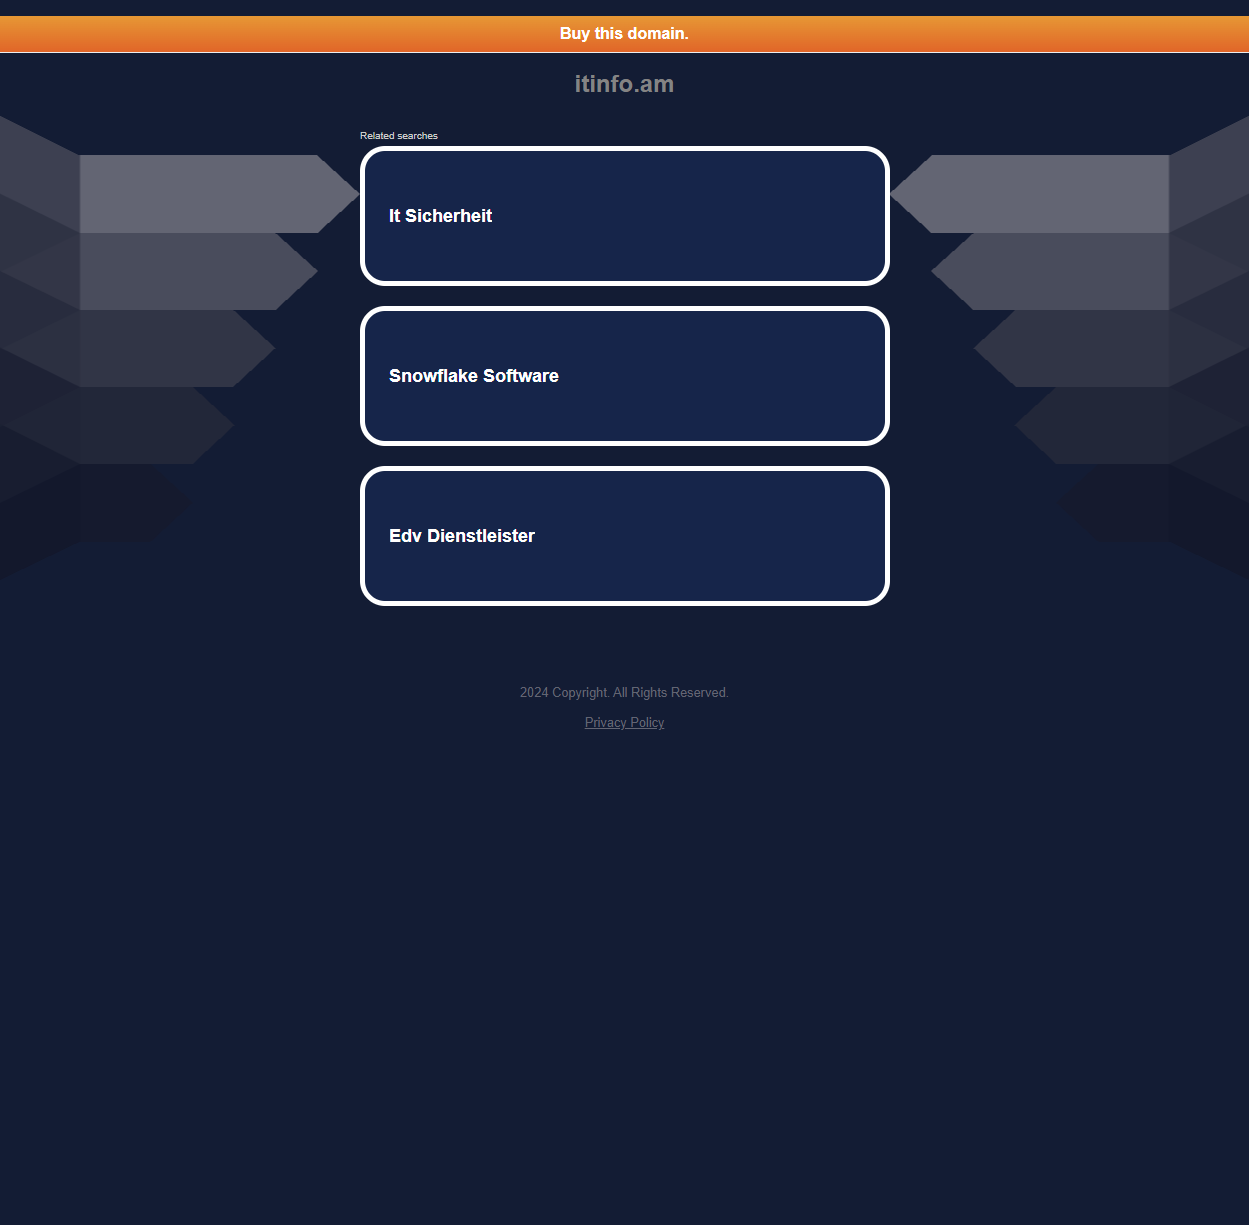 Buy this domain.
itinfo.am
Related searches
It Sicherheit
Snowflake Software
Edv Dienstleister
2024 Copyright. All Rights Reserved.
Privacy Policy